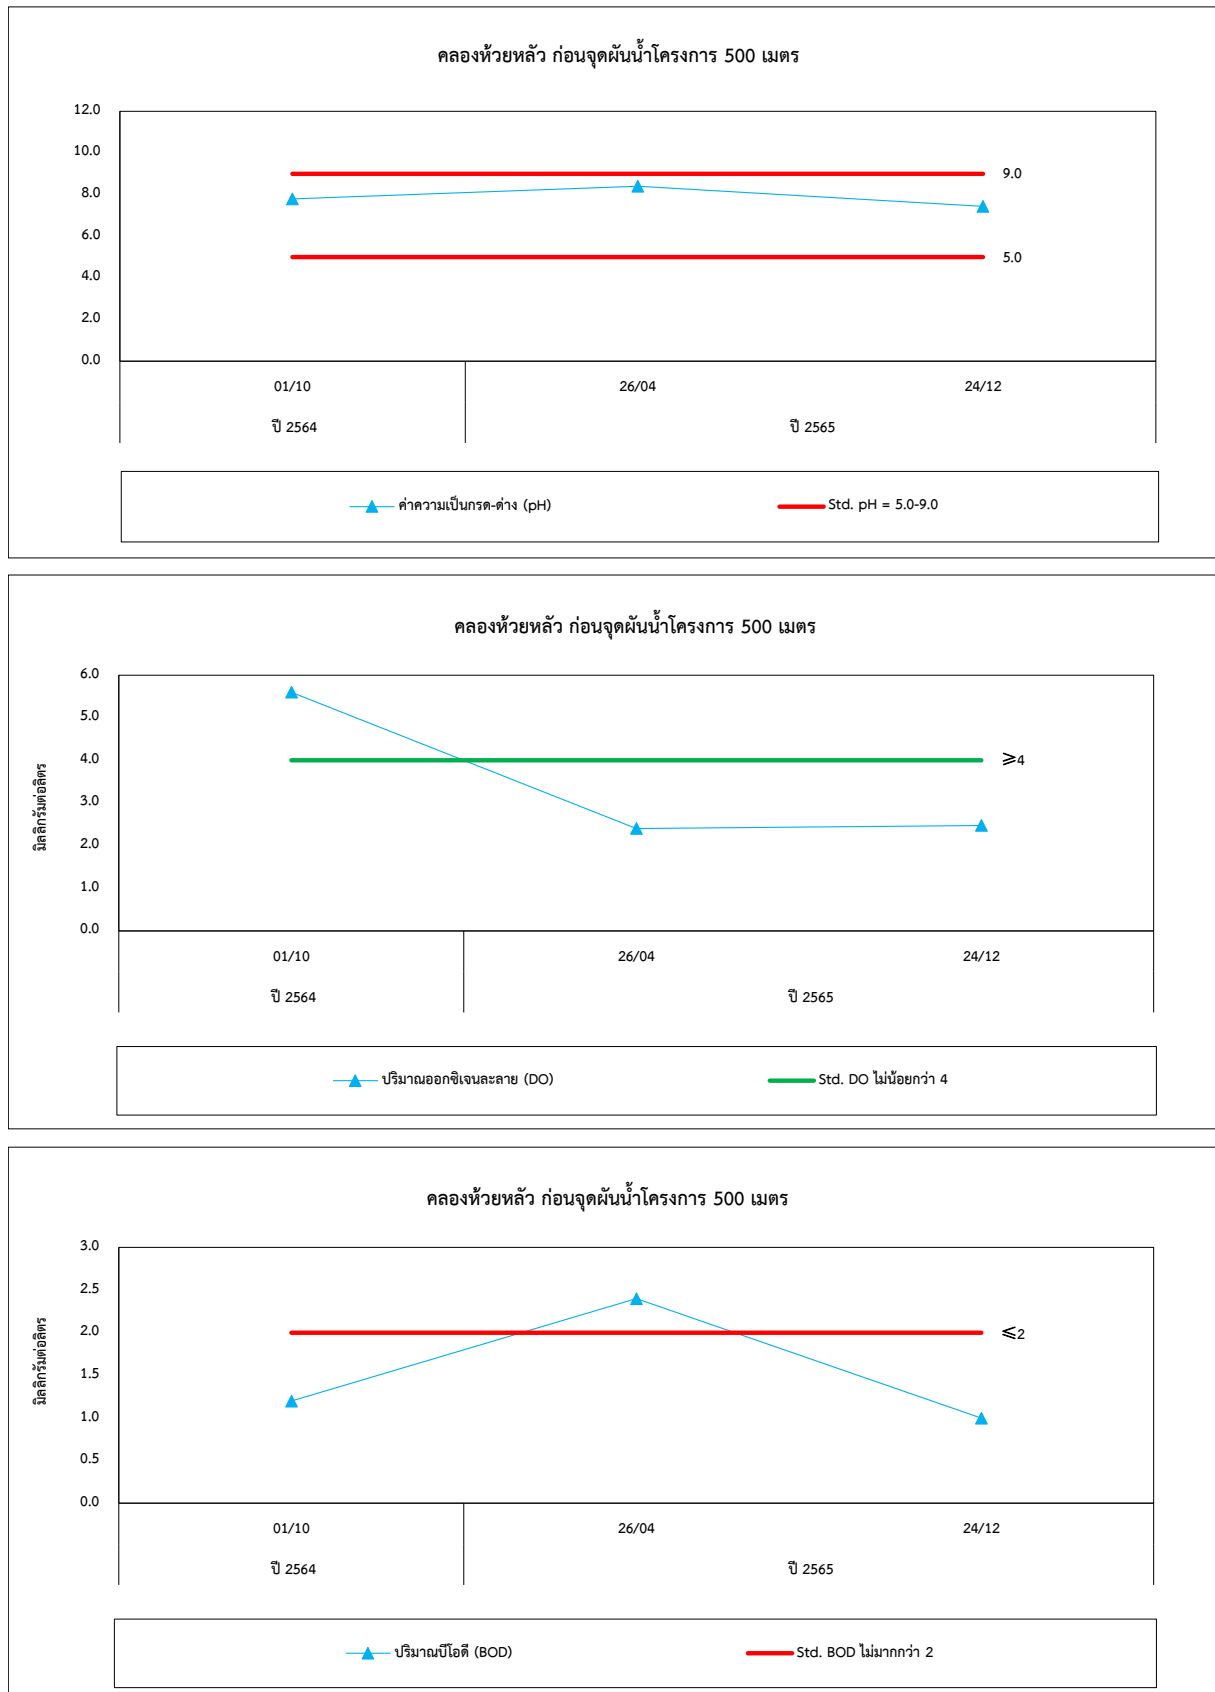 คลองห้วยหลัว ก่อนจุดผันน้ำโครงการ 500 เมตร
12.0
10.0
8.0
6.0
4.0
2.0
0.0
9.0
5.0
01/10 26/04 24/12
ปี 2564 ปี 2565
ค่าความเป็นกรด-ด่าง (pH) Std. pH = 5.0-9.0
คลองห้วยหลัว ก่อนจุดผันน้ำโครงการ 500 เมตร
มิลลิกรัมต่อลิตร
6.0
5.0
4.0
3.0
2.0
1.0
0.0
⩾4
01/10 26/04 24/12
ปี 2564 ปี 2565
ปริมาณออกซิเจนละลาย (DO) Std. DO ไม่น้อยกว่า 4
คลองห้วยหลัว ก่อนจุดผันน้ำโครงการ 500 เมตร
มิลลิกรัมต่อลิตร
3.0
2.5
2.0
1.5
1.0
0.5
0.0
⩽2
01/10 26/04 24/12
ปี 2564 ปี 2565
ปริมาณบีโอดี (BOD) Std. BOD ไม่มากกว่า 2